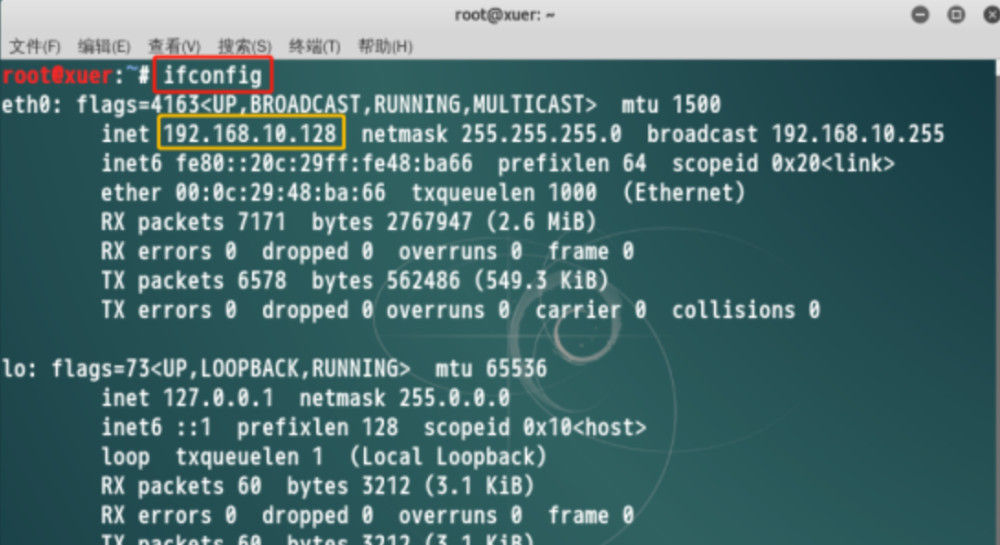 root@xuer: ~
文件(F) 编辑(E) 查看(V) 搜索(S) 终端(T) 帮助(H)
root@xuer:~# ifconfig
eth0: flags=4163<UP,BROADCAST,RUNNING,MULTICAST>  mtu 1500
        inet 192.168.10.128  netmask 255.255.255.0  broadcast 192.168.10.255
        inet6 fe80::20c:29ff:fe48:ba66  prefixlen 64  scopeid 0x20<link>
        ether 00:0c:29:48:ba:66  txqueuelen 1000  (Ethernet)
        RX packets 7171  bytes 2767947 (2.6 MiB)
        RX errors 0  dropped 0  overruns 0  frame 0
        TX packets 6578  bytes 562486 (549.3 KiB)
        TX errors 0  dropped 0 overruns 0  carrier 0  collisions 0
lo: flags=73<UP,LOOPBACK,RUNNING>  mtu 65536
        inet 127.0.0.1  netmask 255.0.0.0
        inet6 ::1  prefixlen 128  scopeid 0x10<host>
        loop  txqueuelen 1  (Local Loopback)
        RX packets 60  bytes 3212 (3.1 KiB)
        RX errors 0  dropped 0  overruns 0  frame 0
        TX packets 60  bytes 3212 (3.1 KiB)